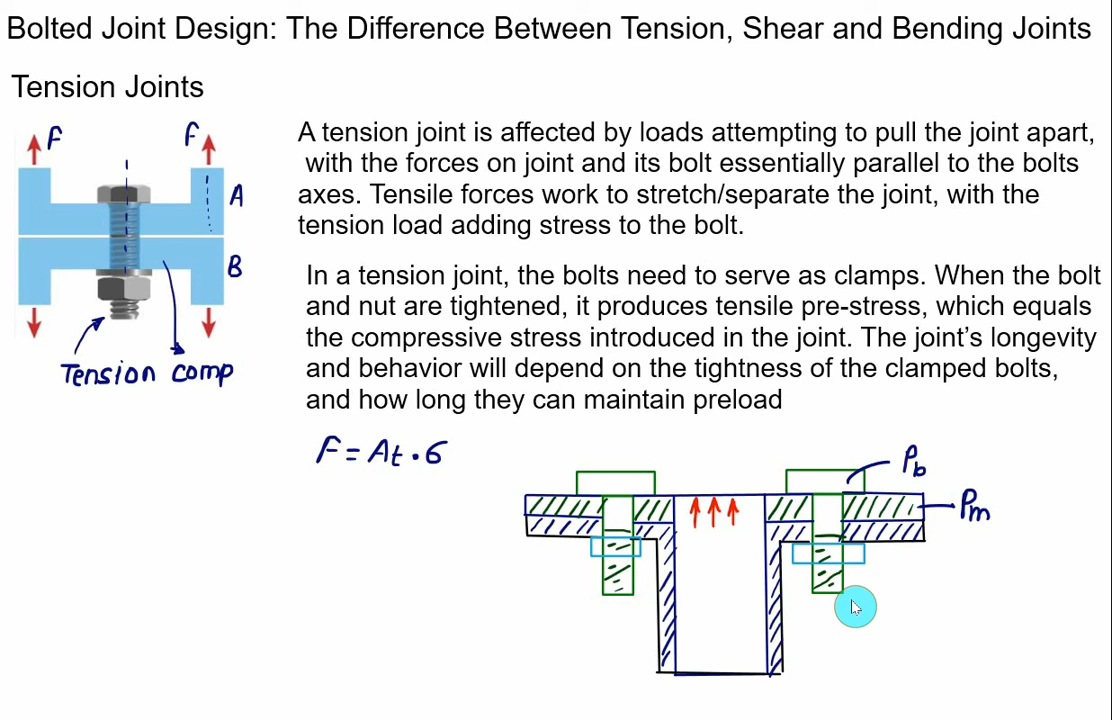 Bolted Joint Design: The Difference Between Tension, Shear and Bending Joints
Tension Joints
F F
A
B
Tension comp
A tension joint is affected by loads attempting to pull the joint apart,
with the forces on joint and its bolt essentially parallel to the bolts
axes. Tensile forces work to stretch/separate the joint, with the
tension load adding stress to the bolt.
In a tension joint, the bolts need to serve as clamps. When the bolt
and nut are tightened, it produces tensile pre-stress, which equals
the compressive stress introduced in the joint. The joint’s longevity
and behavior will depend on the tightness of the clamped bolts,
and how long they can maintain preload
F = At . б
Pb
Pm